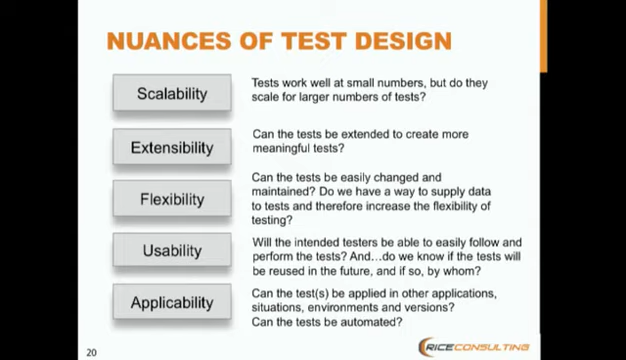 NUANCES OF TEST DESIGN
Scalability
Tests work well at small numbers, but do they
scale for larger numbers of tests?
Extensibility
Can the tests be extended to create more
meaningful tests?
Flexibility
Can the tests be easily changed and
maintained? Do we have a way to supply data
to tests and therefore increase the flexibility of
testing?
Usability
Will the intended testers be able to easily follow and
perform the tests? And...do we know if the tests will
be reused in the future, and if so, by whom?
Applicability
Can the test(s) be applied in other applications,
situations, environments and versions?
Can the tests be automated?
20
RICECONSULTING